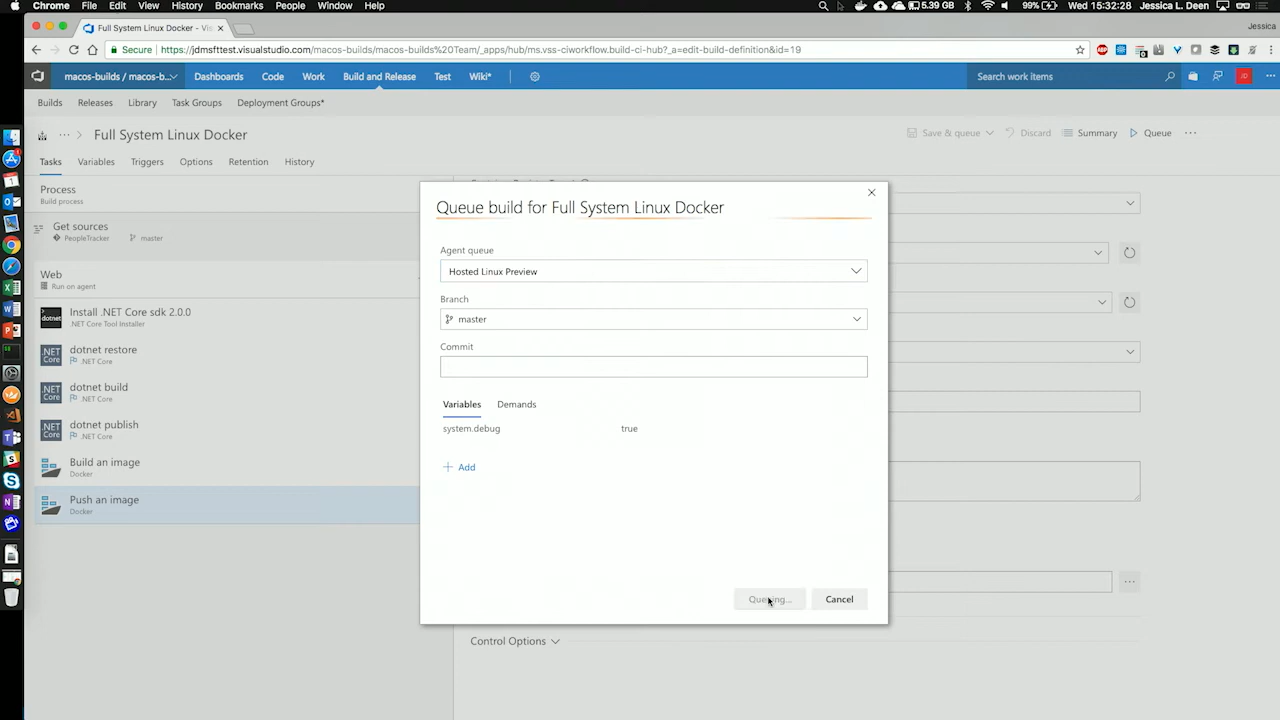 Chrome File Edit View History Bookmarks People Window Help 5.39 GB 99% Wed 15:32:28 Jessica L. Deen
Full System Linux Docker - Vis
Jessica
Secure https://jdmsfttest.visualstudio.com/macos-builds/macos-builds%20Team/_apps/hub/ms.vss-ciworkflow.build-ci-hub?_a=edit-build-definition&id=19
macos-builds / macos-b... Dashboards Code Work Build and Release Test Wiki* Search work items JD
Builds Releases Library Task Groups Deployment Groups*
... > Full System Linux Docker Save & queue Discard Summary Queue ...
Tasks Variables Triggers Options Retention History
Process
Build process
Get sources
PeopleTracker master
Web
Run on agent
Install .NET Core sdk 2.0.0
.NET Core Tool Installer
dotnet restore
.NET Core
dotnet build
.NET Core
dotnet publish
.NET Core
Build an image
Docker
Push an image
Docker
Queue build for Full System Linux Docker
Agent queue
Hosted Linux Preview
Branch
master
Commit
Variables Demands
system.debug true
+ Add
Queuing... Cancel
Control Options